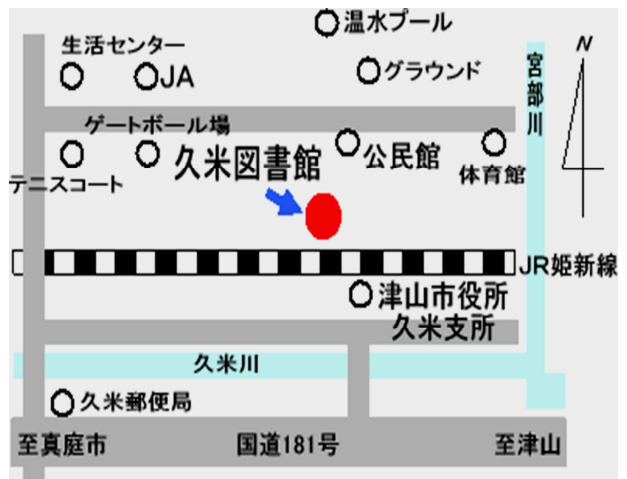 温水プール
生活センター
JA
グラウンド
宮部川
N
ゲートボール場
久米図書館
公民館
体育館
テニスコート
JR姫新線
津山市役所
久米支所
久米川
久米郵便局
至真庭市
国道181号
至津山